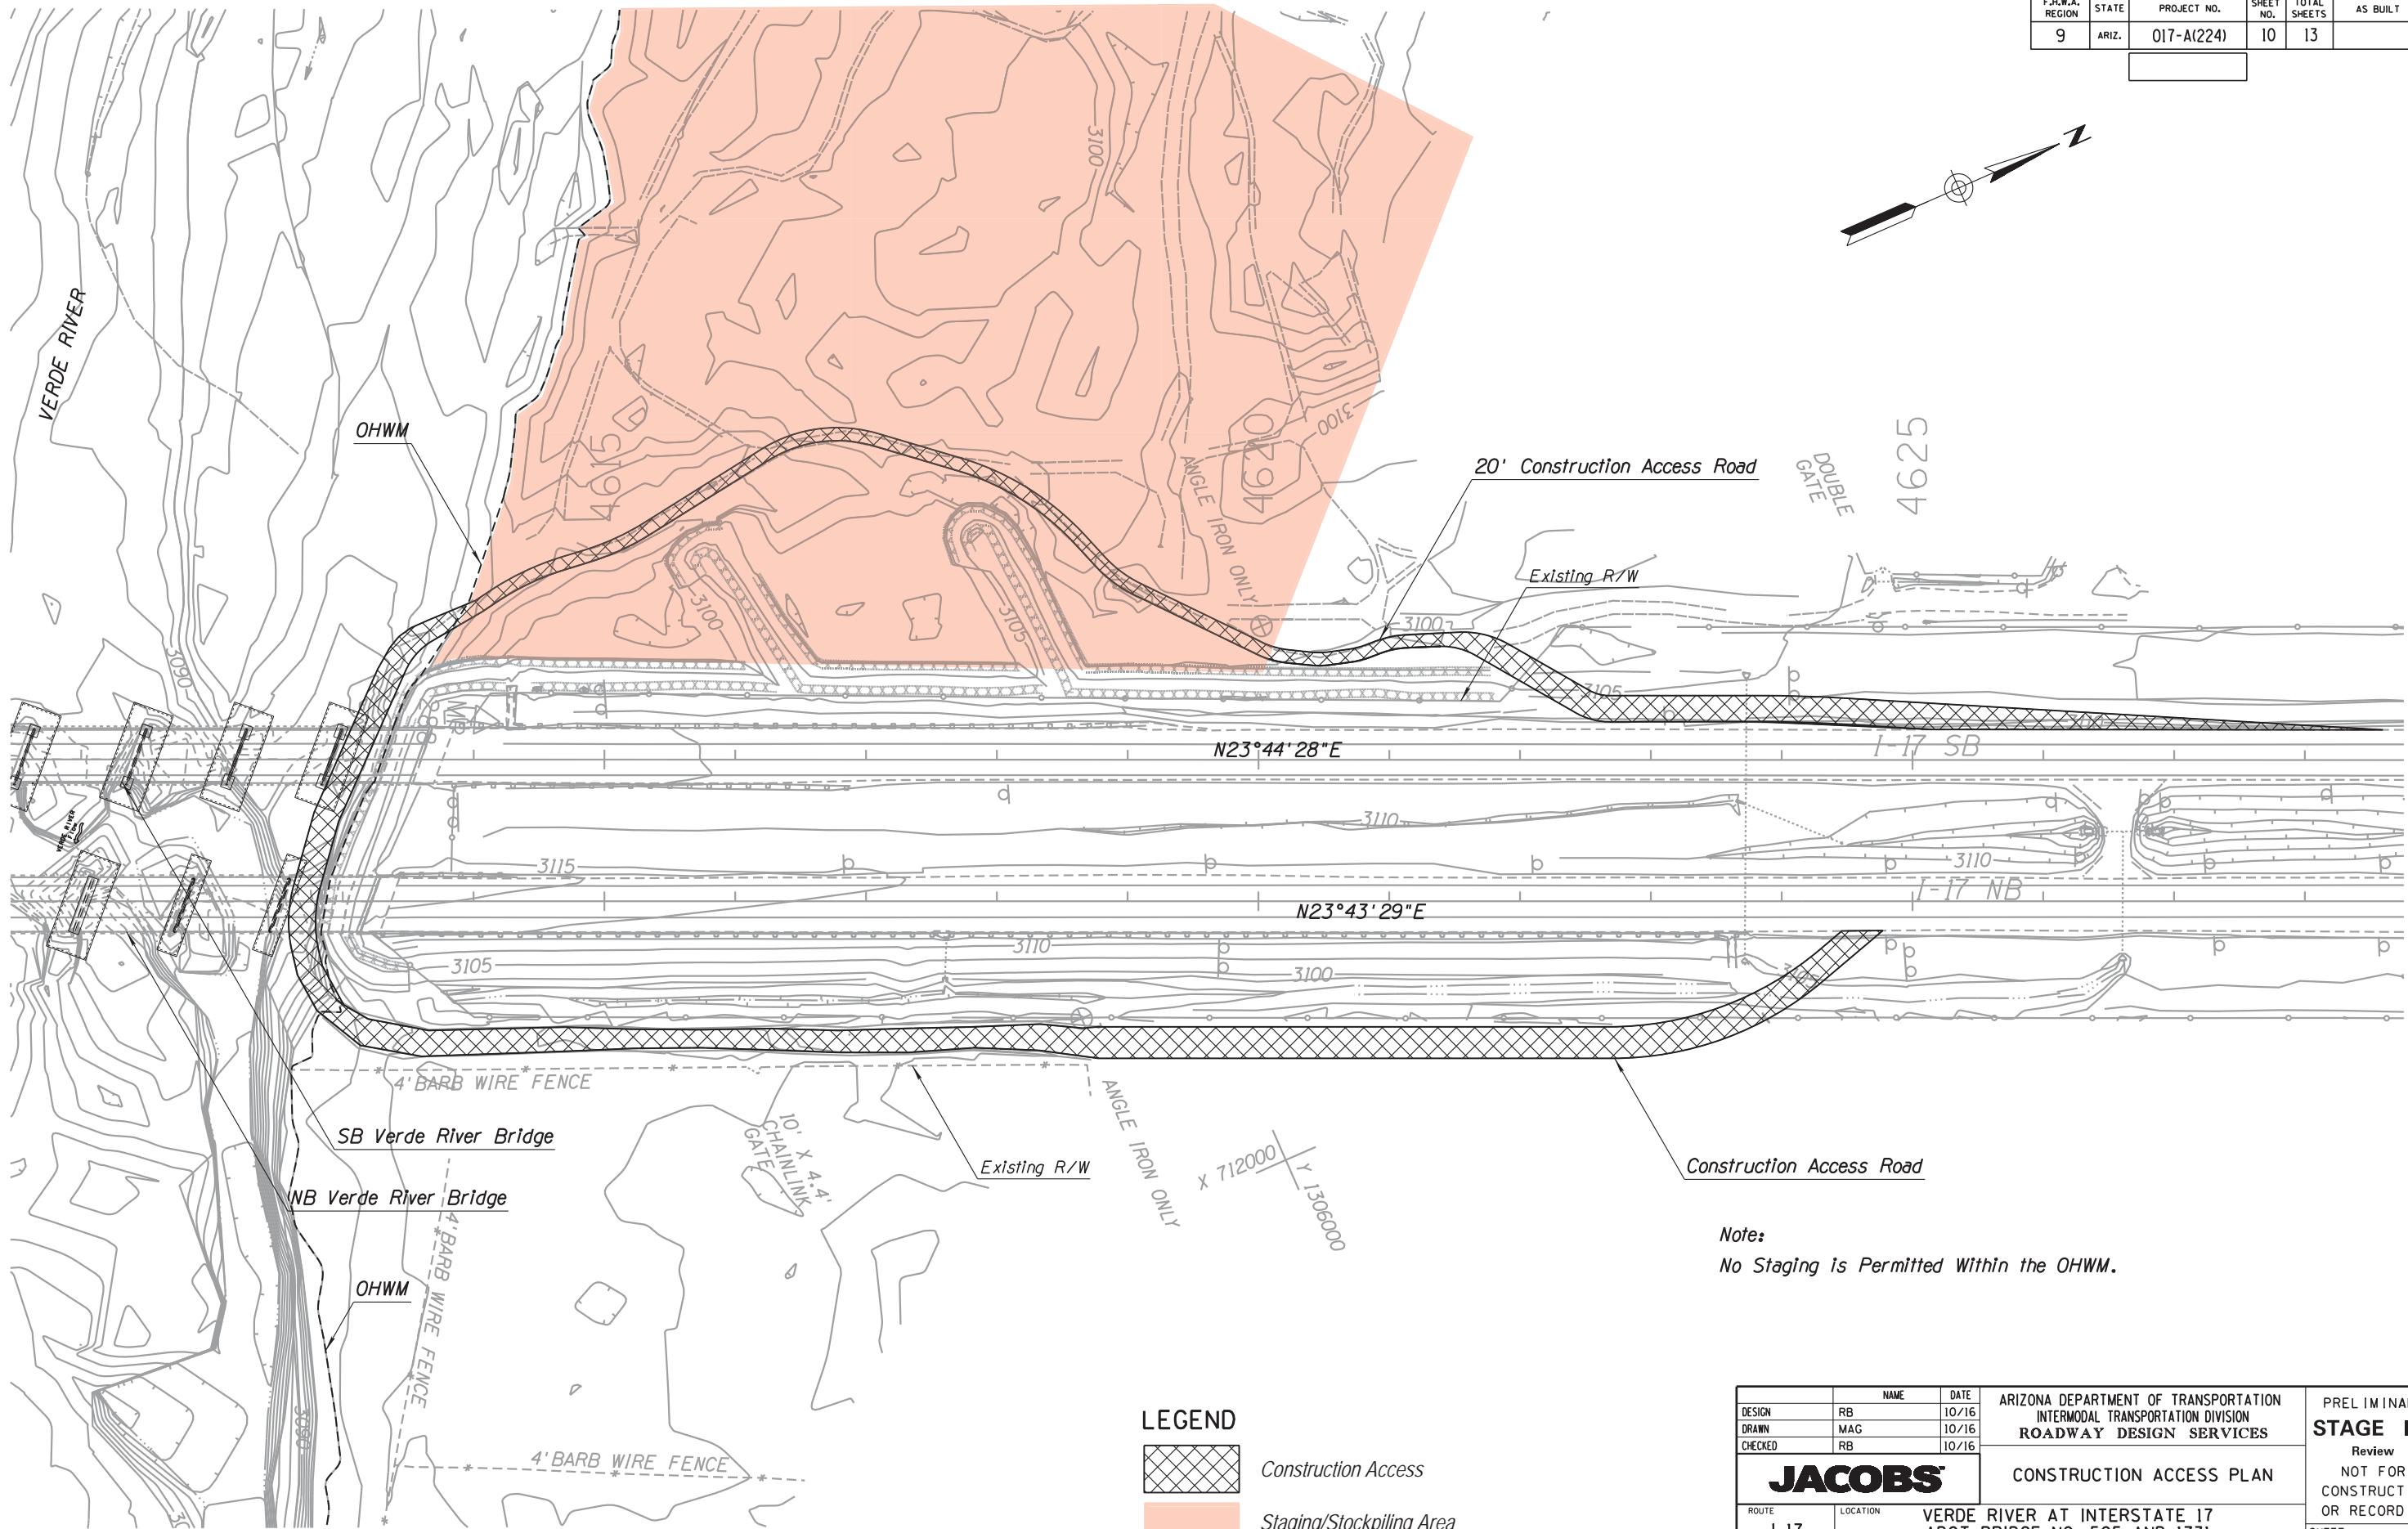 F.H.W.A. REGION STATE PROJECT NO. SHEET NO. TOTAL SHEETS AS BUILT
9 ARIZ. 017-A(224) 10 13
N
VERDE RIVER
3100
OHWM
4615
3100
4620
ANGLE IRON ONLY
20' Construction Access Road
DOUBLE GATE
4625
Existing R/W
3100
3105
3100
3105
3090
N23°44'28"E
I-17 SB
3110
VERDE RIVER FLOW
3115
3110
I-17 NB
N23°43'29"E
3110
3105
3100
4' BARB WIRE FENCE
SB Verde River Bridge
10' X 4.4' CHAINLINK GATE
Existing R/W
ANGLE IRON ONLY
X 712000
Y 1306000
Construction Access Road
NB Verde River Bridge
4' BARB WIRE FENCE
Note:
No Staging is Permitted Within the OHWM.
OHWM
3090
4' BARB WIRE FENCE
LEGEND
Construction Access
Staging/Stockpiling Area
NAME DATE
DESIGN RB 10/16
DRAWN MAG 10/16
CHECKED RB 10/16
ARIZONA DEPARTMENT OF TRANSPORTATION
INTERMODAL TRANSPORTATION DIVISION
ROADWAY DESIGN SERVICES
JACOBS
CONSTRUCTION ACCESS PLAN
STAGE
Review
NOT FOR
OR RECORD
ROUTE
I-17
LOCATION
VERDE RIVER AT INTERSTATE 17